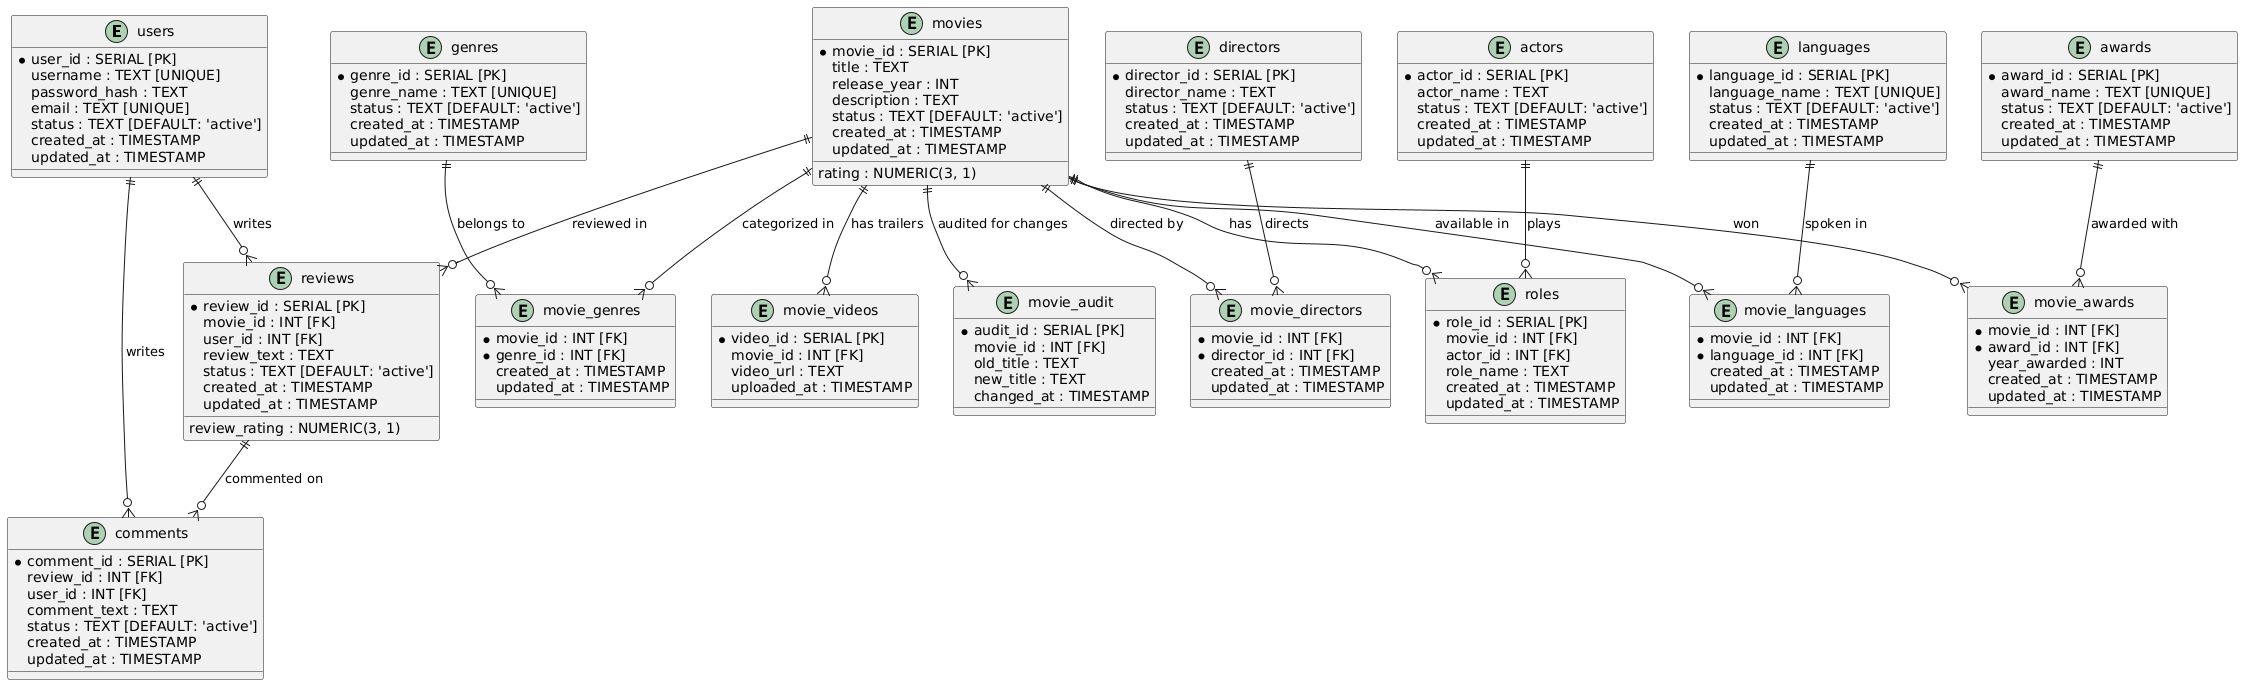 E users
* user_id : SERIAL [PK]
username : TEXT [UNIQUE]
password_hash : TEXT
email : TEXT [UNIQUE]
status : TEXT [DEFAULT: 'active']
created_at : TIMESTAMP
updated_at : TIMESTAMP
E genres
* genre_id : SERIAL [PK]
genre_name : TEXT [UNIQUE]
status : TEXT [DEFAULT: 'active']
created_at : TIMESTAMP
updated_at : TIMESTAMP
E movies
* movie_id : SERIAL [PK]
title : TEXT
release_year : INT
description : TEXT
status : TEXT [DEFAULT: 'active']
created_at : TIMESTAMP
updated_at : TIMESTAMP
rating : NUMERIC(3, 1)
E directors
* director_id : SERIAL [PK]
director_name : TEXT
status : TEXT [DEFAULT: 'active']
created_at : TIMESTAMP
updated_at : TIMESTAMP
E actors
* actor_id : SERIAL [PK]
actor_name : TEXT
status : TEXT [DEFAULT: 'active']
created_at : TIMESTAMP
updated_at : TIMESTAMP
E languages
* language_id : SERIAL [PK]
language_name : TEXT [UNIQUE]
status : TEXT [DEFAULT: 'active']
created_at : TIMESTAMP
updated_at : TIMESTAMP
E awards
* award_id : SERIAL [PK]
award_name : TEXT [UNIQUE]
status : TEXT [DEFAULT: 'active']
created_at : TIMESTAMP
updated_at : TIMESTAMP
writes
belongs to
reviewed in
categorized in
has trailers
audited for changes
directed by
directs
has
available in
plays
won
spoken in
awarded with
E reviews
* review_id : SERIAL [PK]
movie_id : INT [FK]
user_id : INT [FK]
review_text : TEXT
status : TEXT [DEFAULT: 'active']
created_at : TIMESTAMP
updated_at : TIMESTAMP
review_rating : NUMERIC(3, 1)
E movie_genres
* movie_id : INT [FK]
* genre_id : INT [FK]
created_at : TIMESTAMP
updated_at : TIMESTAMP
E movie_videos
* video_id : SERIAL [PK]
movie_id : INT [FK]
video_url : TEXT
uploaded_at : TIMESTAMP
E movie_audit
* audit_id : SERIAL [PK]
movie_id : INT [FK]
old_title : TEXT
new_title : TEXT
changed_at : TIMESTAMP
E movie_directors
* movie_id : INT [FK]
* director_id : INT [FK]
created_at : TIMESTAMP
updated_at : TIMESTAMP
E roles
* role_id : SERIAL [PK]
movie_id : INT [FK]
actor_id : INT [FK]
role_name : TEXT
created_at : TIMESTAMP
updated_at : TIMESTAMP
E movie_languages
* movie_id : INT [FK]
* language_id : INT [FK]
created_at : TIMESTAMP
updated_at : TIMESTAMP
E movie_awards
* movie_id : INT [FK]
* award_id : INT [FK]
year_awarded : INT
created_at : TIMESTAMP
updated_at : TIMESTAMP
writes
commented on
E comments
* comment_id : SERIAL [PK]
review_id : INT [FK]
user_id : INT [FK]
comment_text : TEXT
status : TEXT [DEFAULT: 'active']
created_at : TIMESTAMP
updated_at : TIMESTAMP